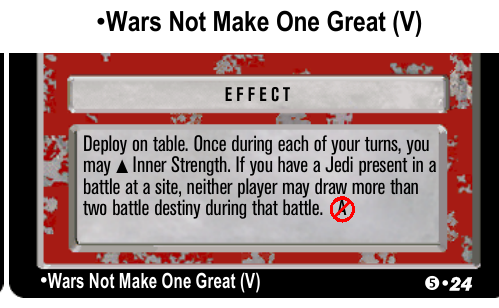 •Wars Not Make One Great (V)
EFFECT
Deploy on table. Once during each of your turns, you
may ▲ Inner Strength. If you have a Jedi present in a
battle at a site, neither player may draw more than
two battle destiny during that battle. A
•Wars Not Make One Great (V) ❺•24